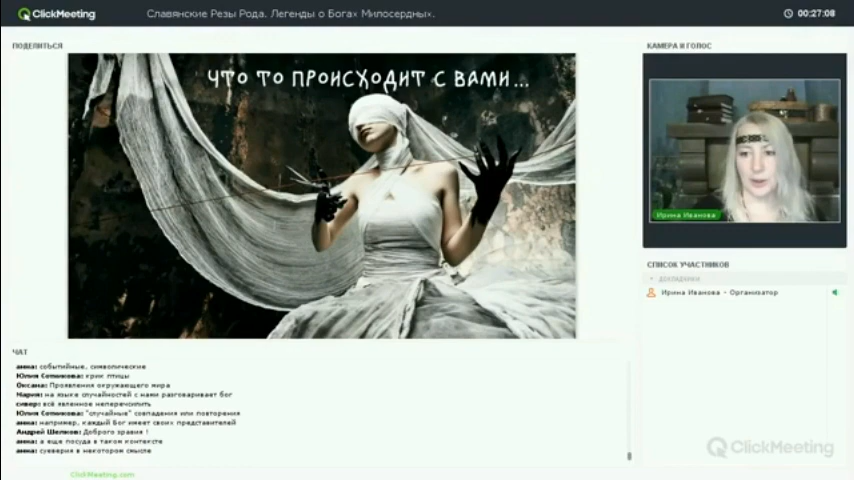 ClickMeeting
Славянские Резы Рода. Легенды о Богах Милосердных.
00:27:08
ПОДЕЛИТЬСЯ
КАМЕРА И ГОЛОС
ЧТО ТО ПРОИСХОДИТ С ВАМИ...
Ирина Иванова
СПИСОК УЧАСТНИКОВ
ДОКЛАДЧИКИ
Ирина Иванова - Организатор
ЧАТ
анна: событийные, символические
Юлия Сотникова: крик птицы
Оксана: Проявления окружающего мира
Мария: на языке случайностей с нами разговаривает бог
сивер: всё явленное неперечислить
Юлия Сотникова: "случайные" совпадения или повторения
анна: например, каждый Бог имеет своих представителей
Андрей Шелков: Доброго здравия !
анна: а еще посуда в таком контексте
анна: суеверия в некотором смысле
ClickMeeting
ClickMeeting.com